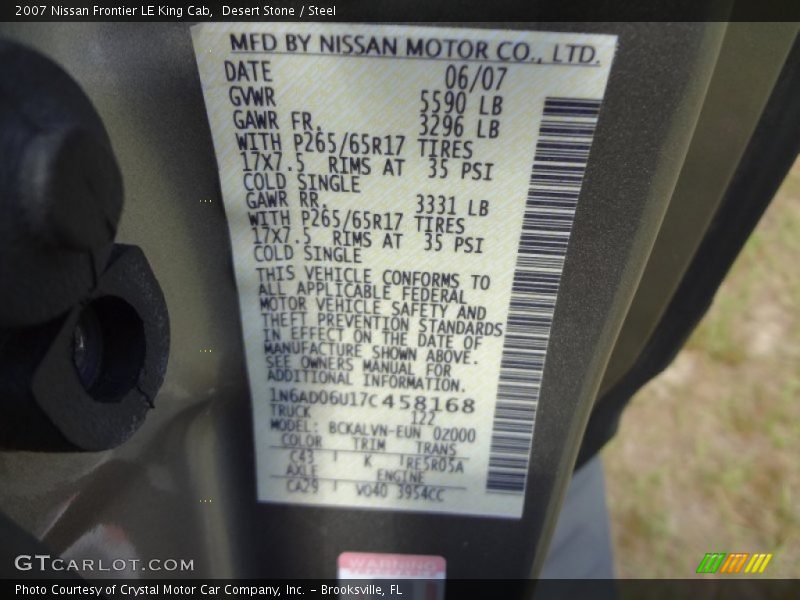 2007 Nissan Frontier LE King Cab, Desert Stone / Steel
MFD BY NISSAN MOTOR CO., LTD.
DATE 06/07
GVWR 5590 LB
GAWR FR. 3296 LB
WITH P265/65R17 TIRES
17X7.5 RIMS AT 35 PSI
COLD SINGLE
GAWR RR. 3331 LB
WITH P265/65R17 TIRES
17X7.5 RIMS AT 35 PSI
COLD SINGLE
THIS VEHICLE CONFORMS TO
ALL APPLICABLE FEDERAL
MOTOR VEHICLE SAFETY AND
THEFT PREVENTION STANDARDS
IN EFFECT ON THE DATE OF
MANUFACTURE SHOWN ABOVE.
SEE OWNERS MANUAL FOR
ADDITIONAL INFORMATION.
1N6AD06U17C458168
TRUCK 122
MODEL: BCKALVN-EUN 0Z000
COLOR TRIM TRANS
C43 K RE5R05A
AXLE ENGINE
CA29 VQ40 3954CC
WARNING
GTCARLOT.COM
Photo Courtesy of Crystal Motor Car Company, Inc. – Brooksville, FL